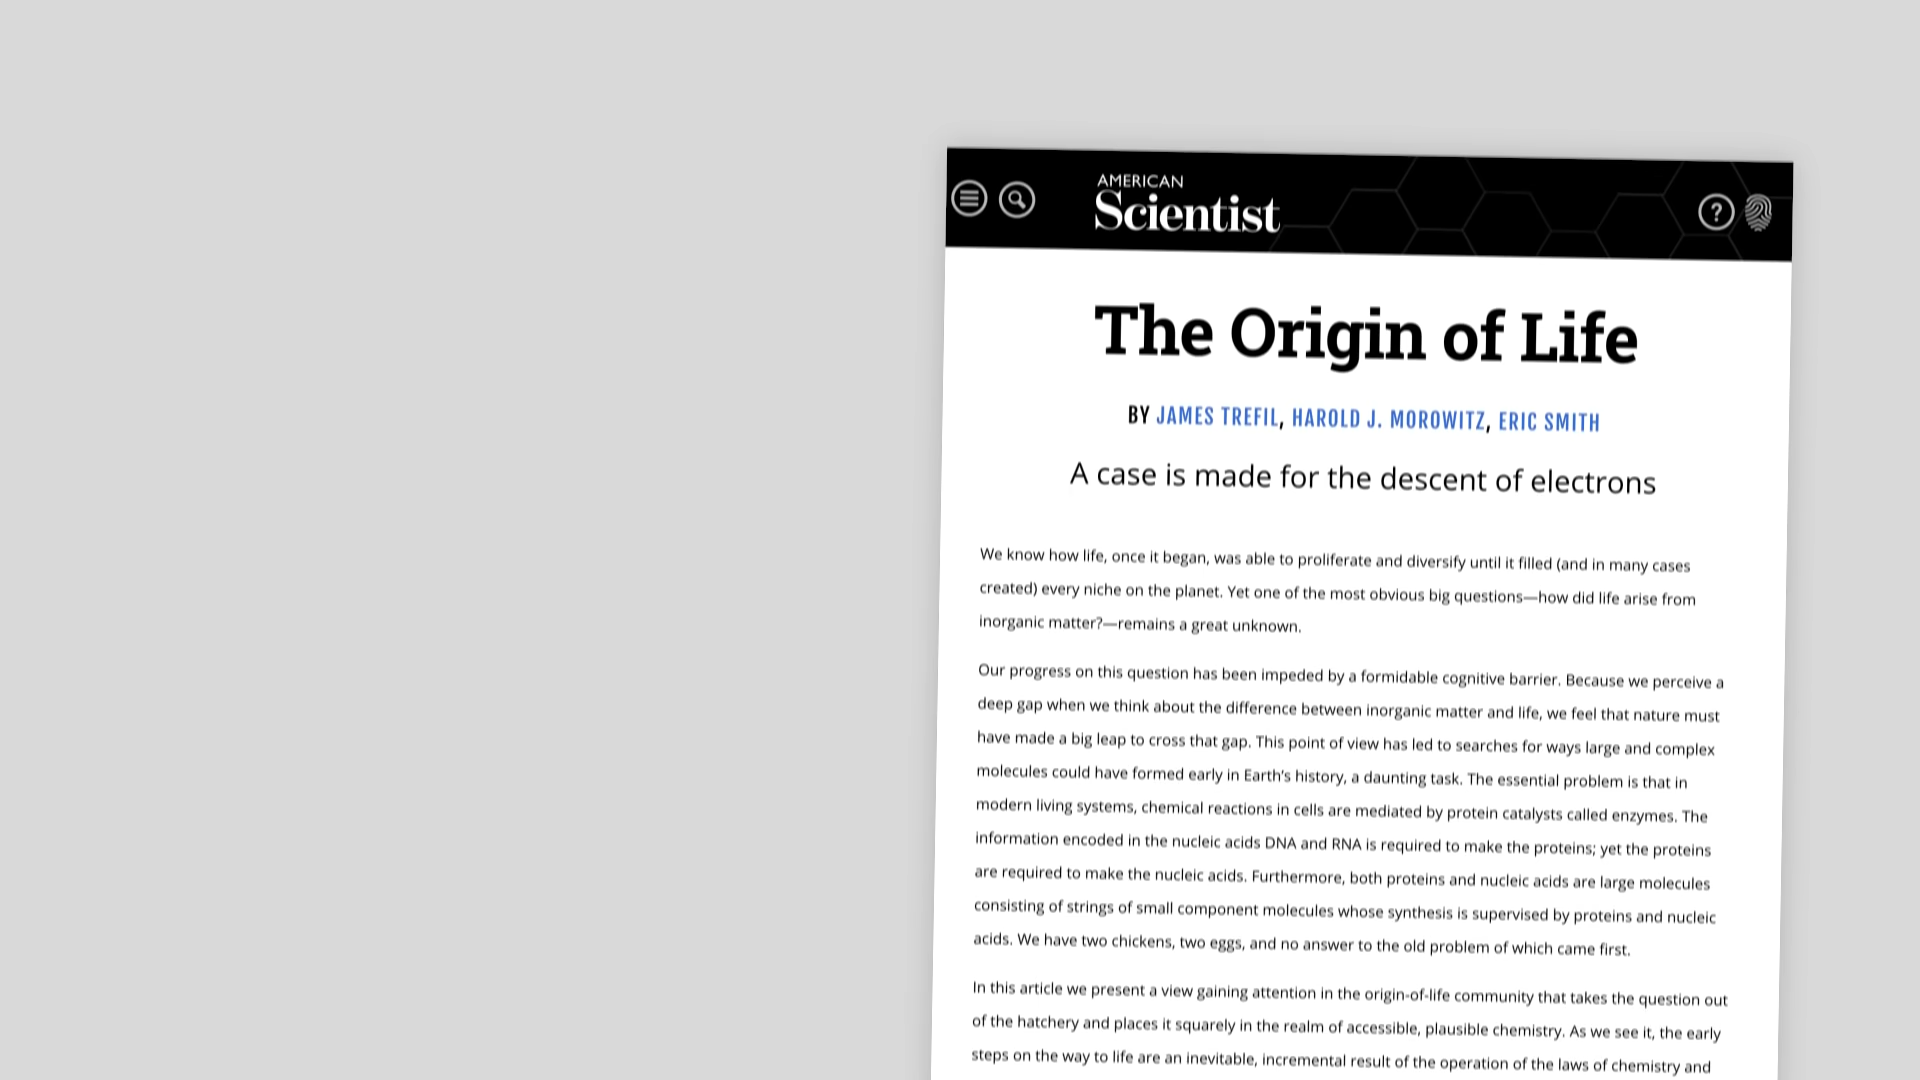 AMERICAN
Scientist
The Origin of Life
BY JAMES TREFIL, HAROLD J. MOROWITZ, ERIC SMITH
A case is made for the descent of electrons
We know how life, once it began, was able to proliferate and diversify until it filled (and in many cases
created) every niche on the planet. Yet one of the most obvious big questions—how did life arise from
inorganic matter?—remains a great unknown.
Our progress on this question has been impeded by a formidable cognitive barrier. Because we perceive a
deep gap when we think about the difference between inorganic matter and life, we feel that nature must
have made a big leap to cross that gap. This point of view has led to searches for ways large and complex
molecules could have formed early in Earth’s history, a daunting task. The essential problem is that in
modern living systems, chemical reactions in cells are mediated by protein catalysts called enzymes. The
information encoded in the nucleic acids DNA and RNA is required to make the proteins; yet the proteins
are required to make the nucleic acids. Furthermore, both proteins and nucleic acids are large molecules
consisting of strings of small component molecules whose synthesis is supervised by proteins and nucleic
acids. We have two chickens, two eggs, and no answer to the old problem of which came first.
In this article we present a view gaining attention in the origin-of-life community that takes the question out
of the hatchery and places it squarely in the realm of accessible, plausible chemistry. As we see it, the early
steps on the way to life are an inevitable, incremental result of the operation of the laws of chemistry and